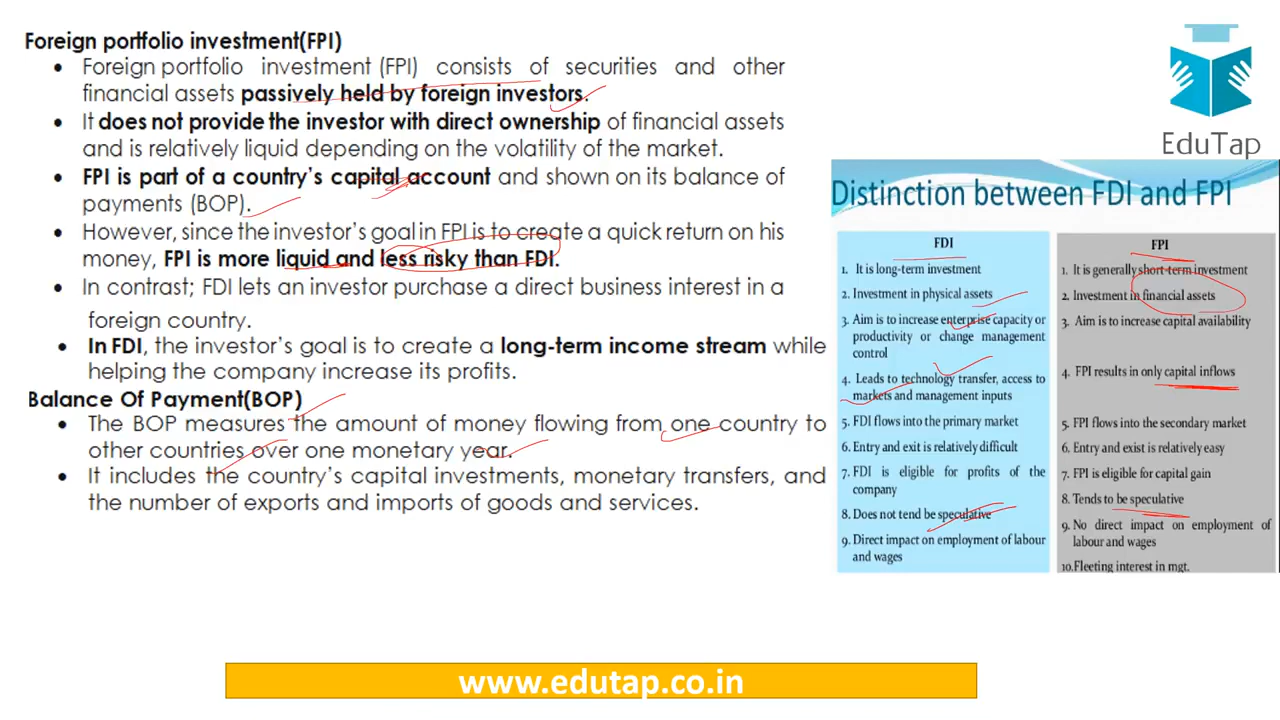 Foreign portfolio investment(FPI)
• Foreign portfolio investment (FPI) consists of securities and other
financial assets passively held by foreign investors.
• It does not provide the investor with direct ownership of financial assets
and is relatively liquid depending on the volatility of the market.
• FPI is part of a country's capital account and shown on its balance of
payments (BOP).
• However, since the investor's goal in FPI is to create a quick return on his
money, FPI is more liquid and less risky than FDI.
• In contrast; FDI lets an investor purchase a direct business interest in a
foreign country.
• In FDI, the investor's goal is to create a long-term income stream while
helping the company increase its profits.
Balance Of Payment(BOP)
• The BOP measures the amount of money flowing from one country to
other countries over one monetary year.
• It includes the country's capital investments, monetary transfers, and
the number of exports and imports of goods and services.
EduTap
Distinction between FDI and FPI
FDI
1. It is long-term investment
2. Investment in physical assets
3. Aim is to increase enterprise capacity or
productivity or change management
control
4. Leads to technology transfer, access to
markets and management inputs
5. FDI flows into the primary market
6. Entry and exit is relatively difficult
7. FDI is eligible for profits of the
company
8. Does not tend be speculative
9. Direct impact on employment of labour
and wages
FPI
1. It is generally short-term investment
2. Investment in financial assets
3. Aim is to increase capital availability
4. FPI results in only capital inflows
5. FPI flows into the secondary market
6. Entry and exist is relatively easy
7. FPI is eligible for capital gain
8. Tends to be speculative
9. No direct impact on employment of
labour and wages
10.Fleeting interest in mgt.
www.edutap.co.in